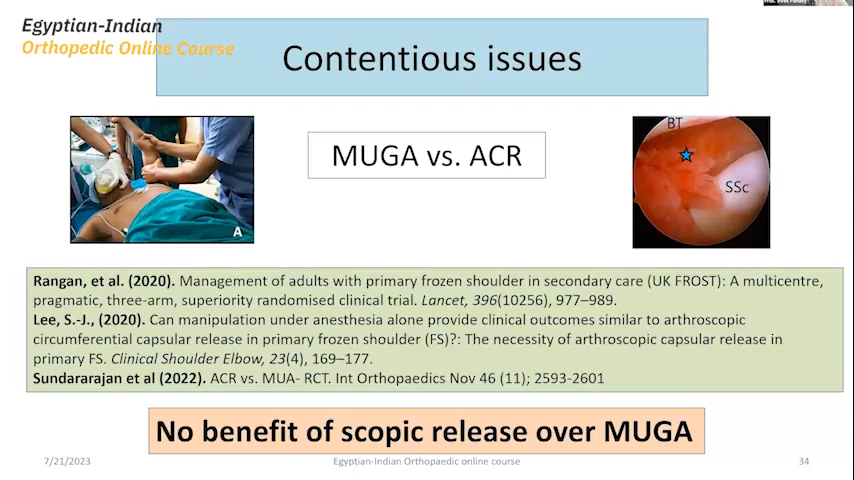 Egyptian-Indian
Orthopedic Online Course
Contentious issues
MUGA vs. ACR
A
BT
SSc
Rangan, et al. (2020). Management of adults with primary frozen shoulder in secondary care (UK FROST): A multicentre,
pragmatic, three-arm, superiority randomised clinical trial. Lancet, 396(10256), 977–989.
Lee, S.-J., (2020). Can manipulation under anesthesia alone provide clinical outcomes similar to arthroscopic
circumferential capsular release in primary frozen shoulder (FS)?: The necessity of arthroscopic capsular release in
primary FS. Clinical Shoulder Elbow, 23(4), 169–177.
Sundararajan et al (2022). ACR vs. MUA- RCT. Int Orthopaedics Nov 46 (11); 2593-2601
No benefit of scopic release over MUGA
7/21/2023
Egyptian-Indian Orthopaedic online course
34